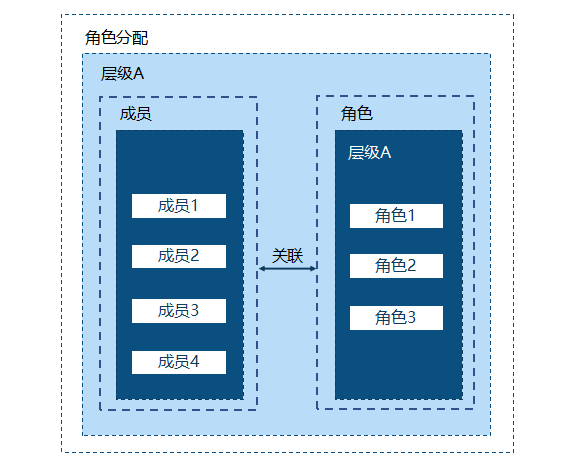 角色分配
层级A
成员
成员1
成员2
成员3
成员4
关联
角色
层级A
角色1
角色2
角色3